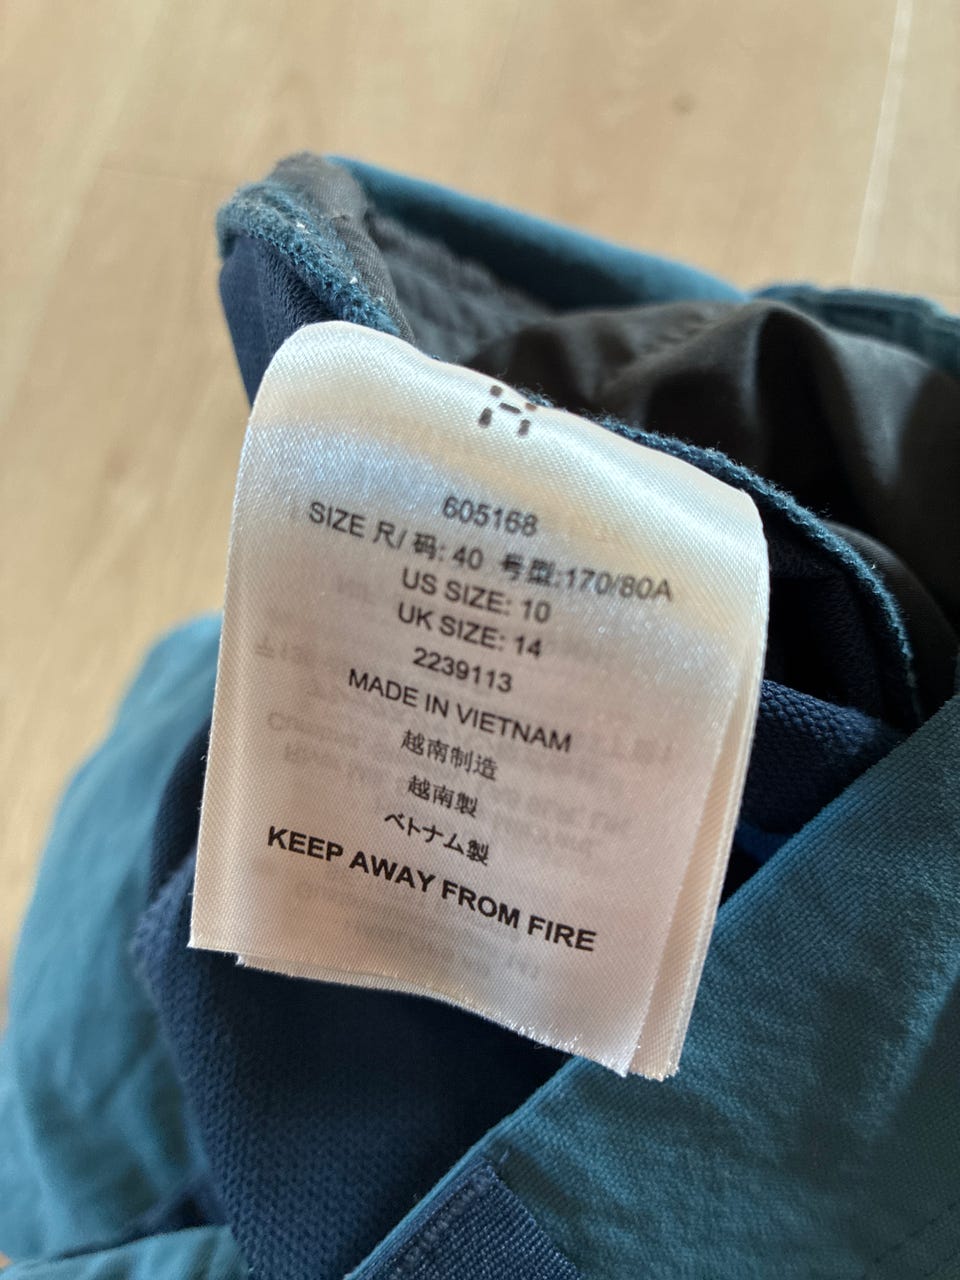 605168
SIZE 尺/ 码: 40 号型:170/80A
US SIZE: 10
UK SIZE: 14
2239113
MADE IN VIETNAM
越南制造
越南製
ベトナム製
KEEP AWAY FROM FIRE